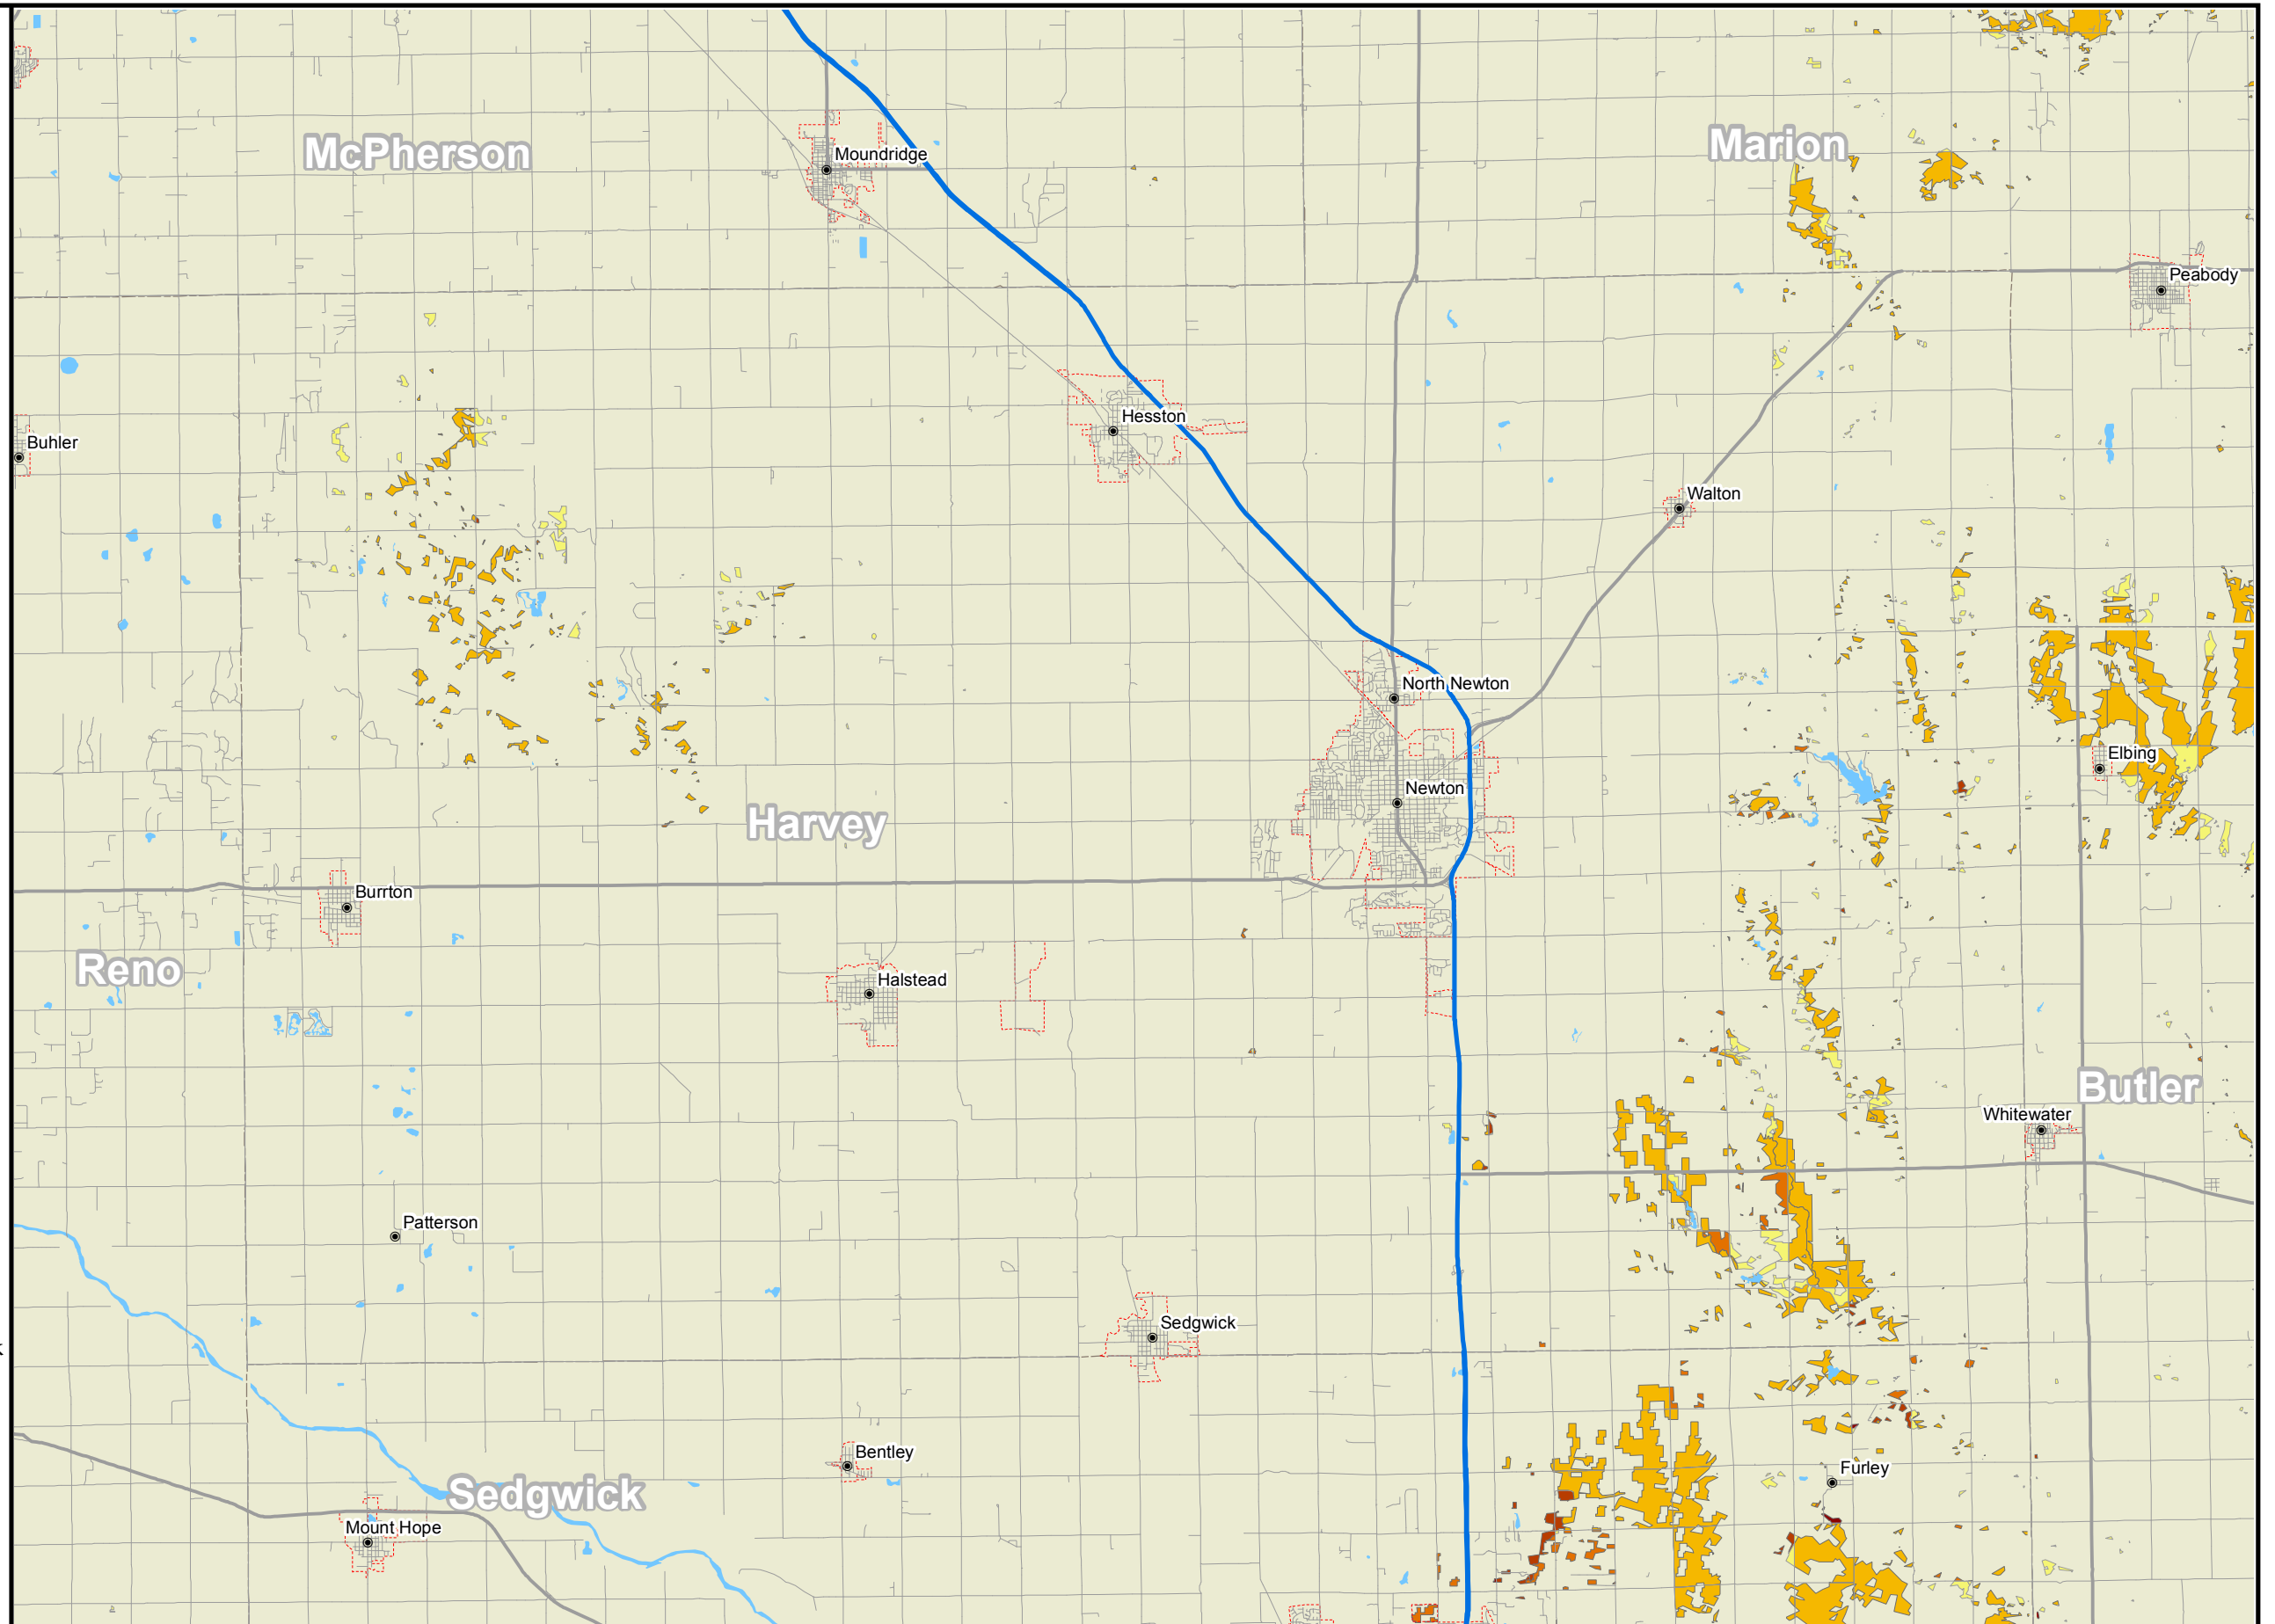 McPherson
Moundridge
Marion
Peabody
Hesston
Buhler
Walton
North Newton
Elbing
Newton
Harvey
Burrton
Reno
Halstead
Butler
Whitewater
Patterson
Sedgwick
Bentley
Furley
Sedgwick
Mount Hope